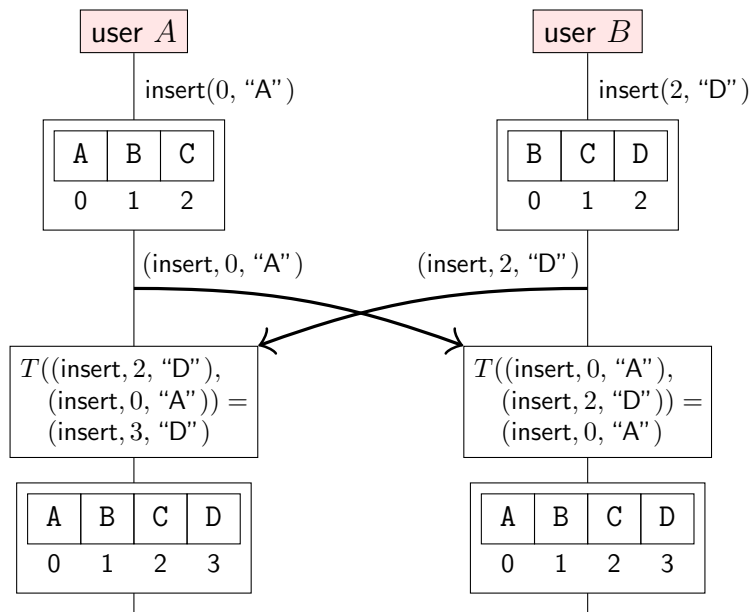 user A
user B
insert(0, “A”)
insert(2, “D”)
A B C
0 1 2
B C D
0 1 2
(insert, 0, “A”)
(insert, 2, “D”)
T((insert, 2, “D”),
(insert, 0, “A”)) =
(insert, 3, “D”)
T((insert, 0, “A”),
(insert, 2, “D”)) =
(insert, 0, “A”)
A B C D
0 1 2 3
A B C D
0 1 2 3